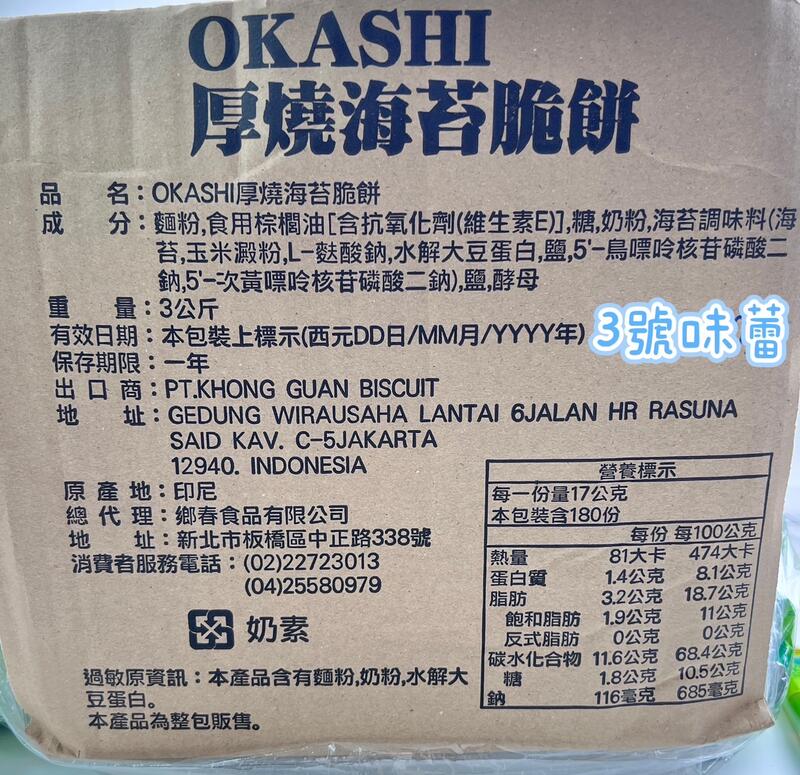 OKASHI
厚燒海苔脆餅
品　名：OKASHI厚燒海苔脆餅
成　分：麵粉,食用棕櫚油[含抗氧化劑(維生素E)],糖,奶粉,海苔調味料(海
苔,玉米澱粉,L-麩酸鈉,水解大豆蛋白,鹽,5'-鳥嘌呤核苷磷酸二
鈉,5'-次黃嘌呤核苷磷酸二鈉),鹽,酵母
重　量：3公斤
有效日期：本包裝上標示(西元DD日/MM月/YYYY年)
3號味蕾
保存期限：一年
出口商：PT.KHONG GUAN BISCUIT
地　址：GEDUNG WIRAUSAHA LANTAI 6JALAN HR RASUNA
SAID KAV. C-5JAKARTA
12940. INDONESIA
原產地：印尼
總代理：鄉春食品有限公司
地　址：新北市板橋區中正路338號
消費者服務電話：(02)22723013
(04)25580979
奶素
過敏原資訊：本產品含有麵粉,奶粉,水解大
豆蛋白。
本產品為整包販售。
營養標示
每一份量17公克
本包裝含180份
每份 每100公克
熱量 81大卡 474大卡
蛋白質 1.4公克 8.1公克
脂肪 3.2公克 18.7公克
飽和脂肪 1.9公克 11公克
反式脂肪 0公克 0公克
碳水化合物 11.6公克 68.4公克
糖 1.8公克 10.5公克
鈉 116毫克 685毫克